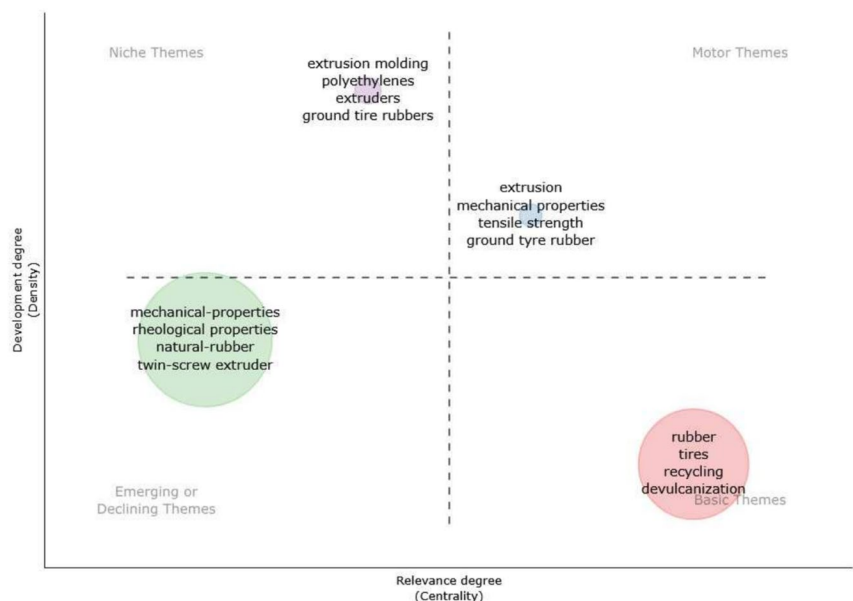 Niche Themes
Motor Themes
extrusion molding
polyethylenes
extruders
ground tire rubbers
extrusion
mechanical properties
tensile strength
ground tyre rubber
Development degree
(Density)
mechanical-properties
rheological properties
natural-rubber
twin-screw extruder
rubber
tires
recycling
devulcanization
Emerging or
Declining Themes
Basic Themes
Relevance degree
(Centrality)